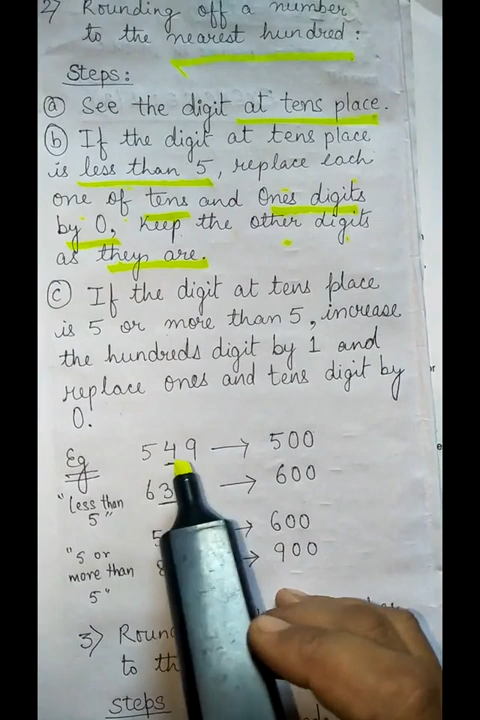 2) Rounding off a number
to the nearest hundred:
Steps:
(a) See the digit at tens place.
(b) If the digit at tens place
is less than 5, replace each
one of tens and Ones digits
by 0, Keep the other digits
as they are.
(c) If the digit at tens place
is 5 or more than 5, increase
the hundreds digit by 1 and
replace ones and tens digit by
0.
Eg 549 → 500
"less than 5" 63 → 600
5 → 600
"5 or more than 5" 8 → 900
3) Roun
to th
steps